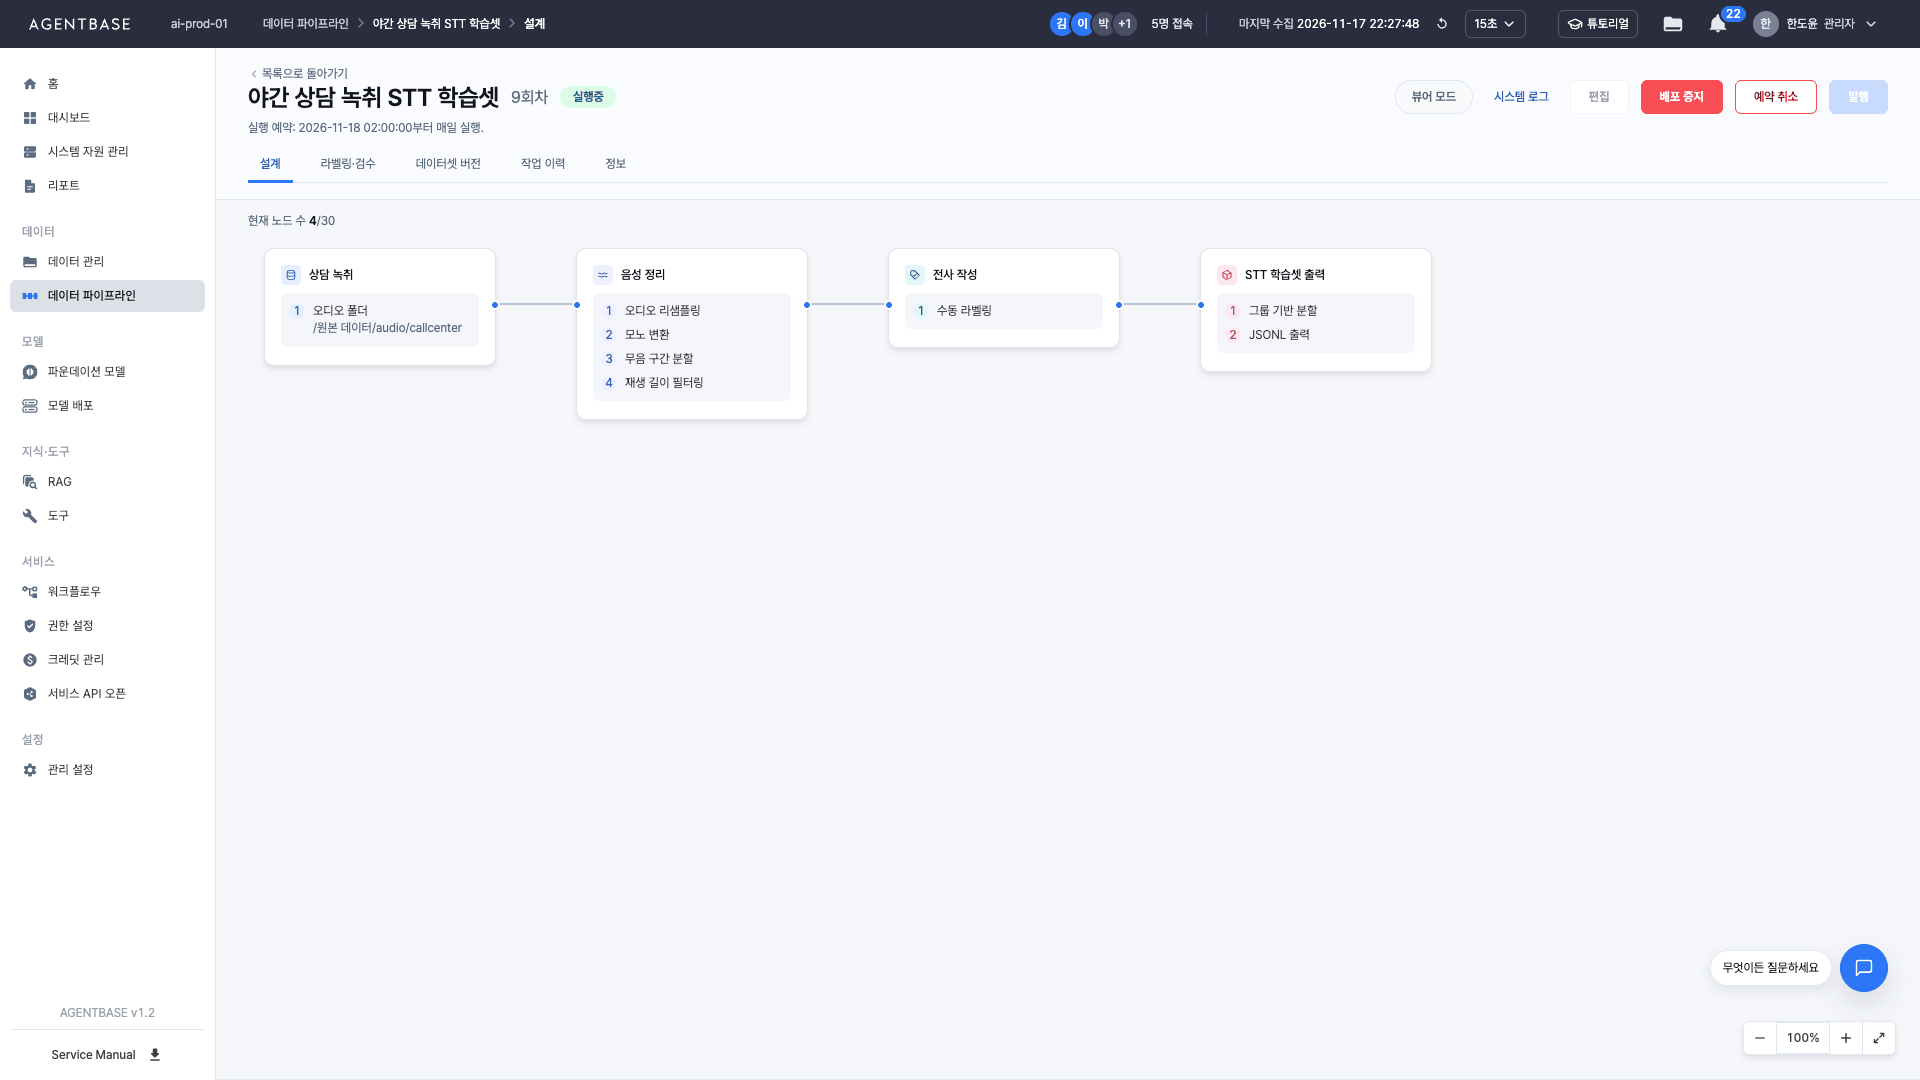 AGENTBASE
ai-prod-01
데이터 파이프라인 > 야간 상담 녹취 STT 학습셋 > 설계
김 이 박 +1 5명 접속
마지막 수집 2026-11-17 22:27:48
15초
튜토리얼
22
한 한도윤 관리자
홈
대시보드
시스템 자원 관리
리포트
데이터
데이터 관리
데이터 파이프라인
모델
파운데이션 모델
모델 배포
지식·도구
RAG
도구
서비스
워크플로우
권한 설정
크레딧 관리
서비스 API 오픈
설정
관리 설정
AGENTBASE v1.2
Service Manual
목록으로 돌아가기
야간 상담 녹취 STT 학습셋 9회차 실행중
실행 예약: 2026-11-18 02:00:00부터 매일 실행.
뷰어 모드
시스템 로그
편집
배포 중지
예약 취소
발행
설계
라벨링·검수
데이터셋 버전
작업 이력
정보
현재 노드 수 4/30
상담 녹취
1 오디오 폴더
/원본 데이터/audio/callcenter
음성 정리
1 오디오 리샘플링
2 모노 변환
3 무음 구간 분할
4 재생 길이 필터링
전사 작성
1 수동 라벨링
STT 학습셋 출력
1 그룹 기반 분할
2 JSONL 출력
무엇이든 질문하세요
100%